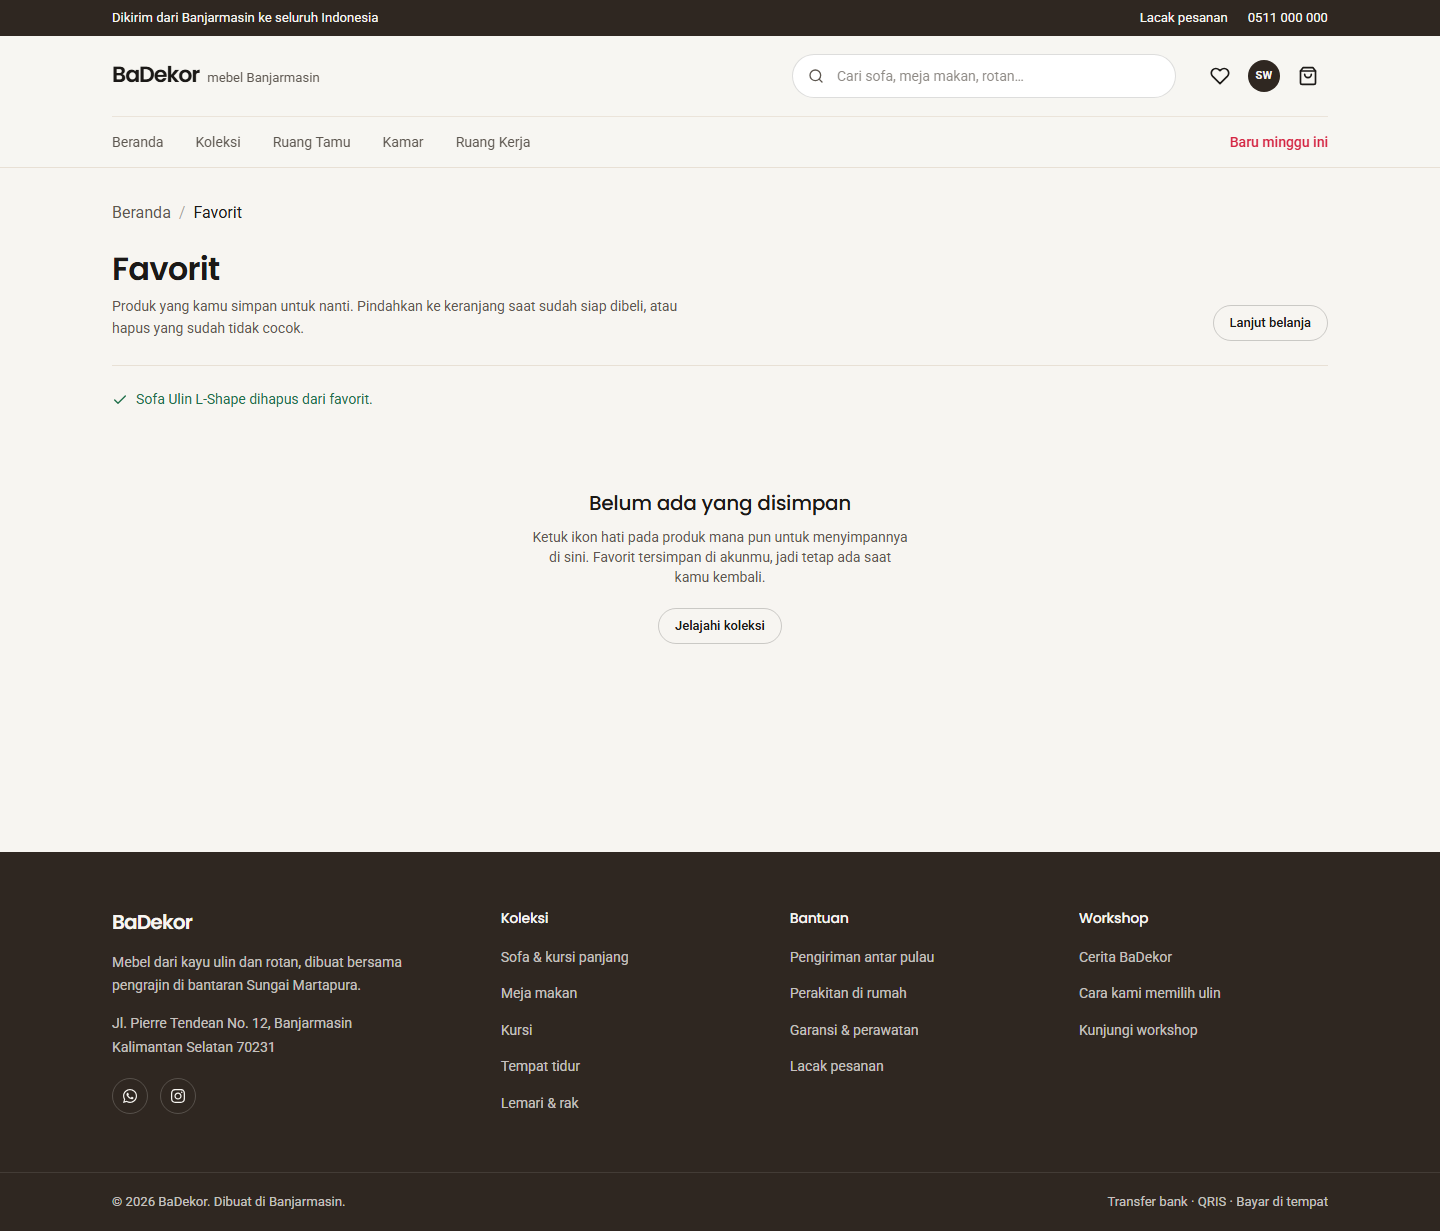 Dikirim dari Banjarmasin ke seluruh Indonesia
Lacak pesanan
0511 000 000
BaDekor mebel Banjarmasin
Cari sofa, meja makan, rotan...
SW
Beranda
Koleksi
Ruang Tamu
Kamar
Ruang Kerja
Baru minggu ini
Beranda / Favorit
Favorit
Produk yang kamu simpan untuk nanti. Pindahkan ke keranjang saat sudah siap dibeli, atau
hapus yang sudah tidak cocok.
Lanjut belanja
Sofa Ulin L-Shape dihapus dari favorit.
Belum ada yang disimpan
Ketuk ikon hati pada produk mana pun untuk menyimpannya
di sini. Favorit tersimpan di akunmu, jadi tetap ada saat
kamu kembali.
Jelajahi koleksi
BaDekor
Mebel dari kayu ulin dan rotan, dibuat bersama
pengrajin di bantaran Sungai Martapura.
Jl. Pierre Tendean No. 12, Banjarmasin
Kalimantan Selatan 70231
Koleksi
Sofa & kursi panjang
Meja makan
Kursi
Tempat tidur
Lemari & rak
Bantuan
Pengiriman antar pulau
Perakitan di rumah
Garansi & perawatan
Lacak pesanan
Workshop
Cerita BaDekor
Cara kami memilih ulin
Kunjungi workshop
© 2026 BaDekor. Dibuat di Banjarmasin.
Transfer bank · QRIS · Bayar di tempat